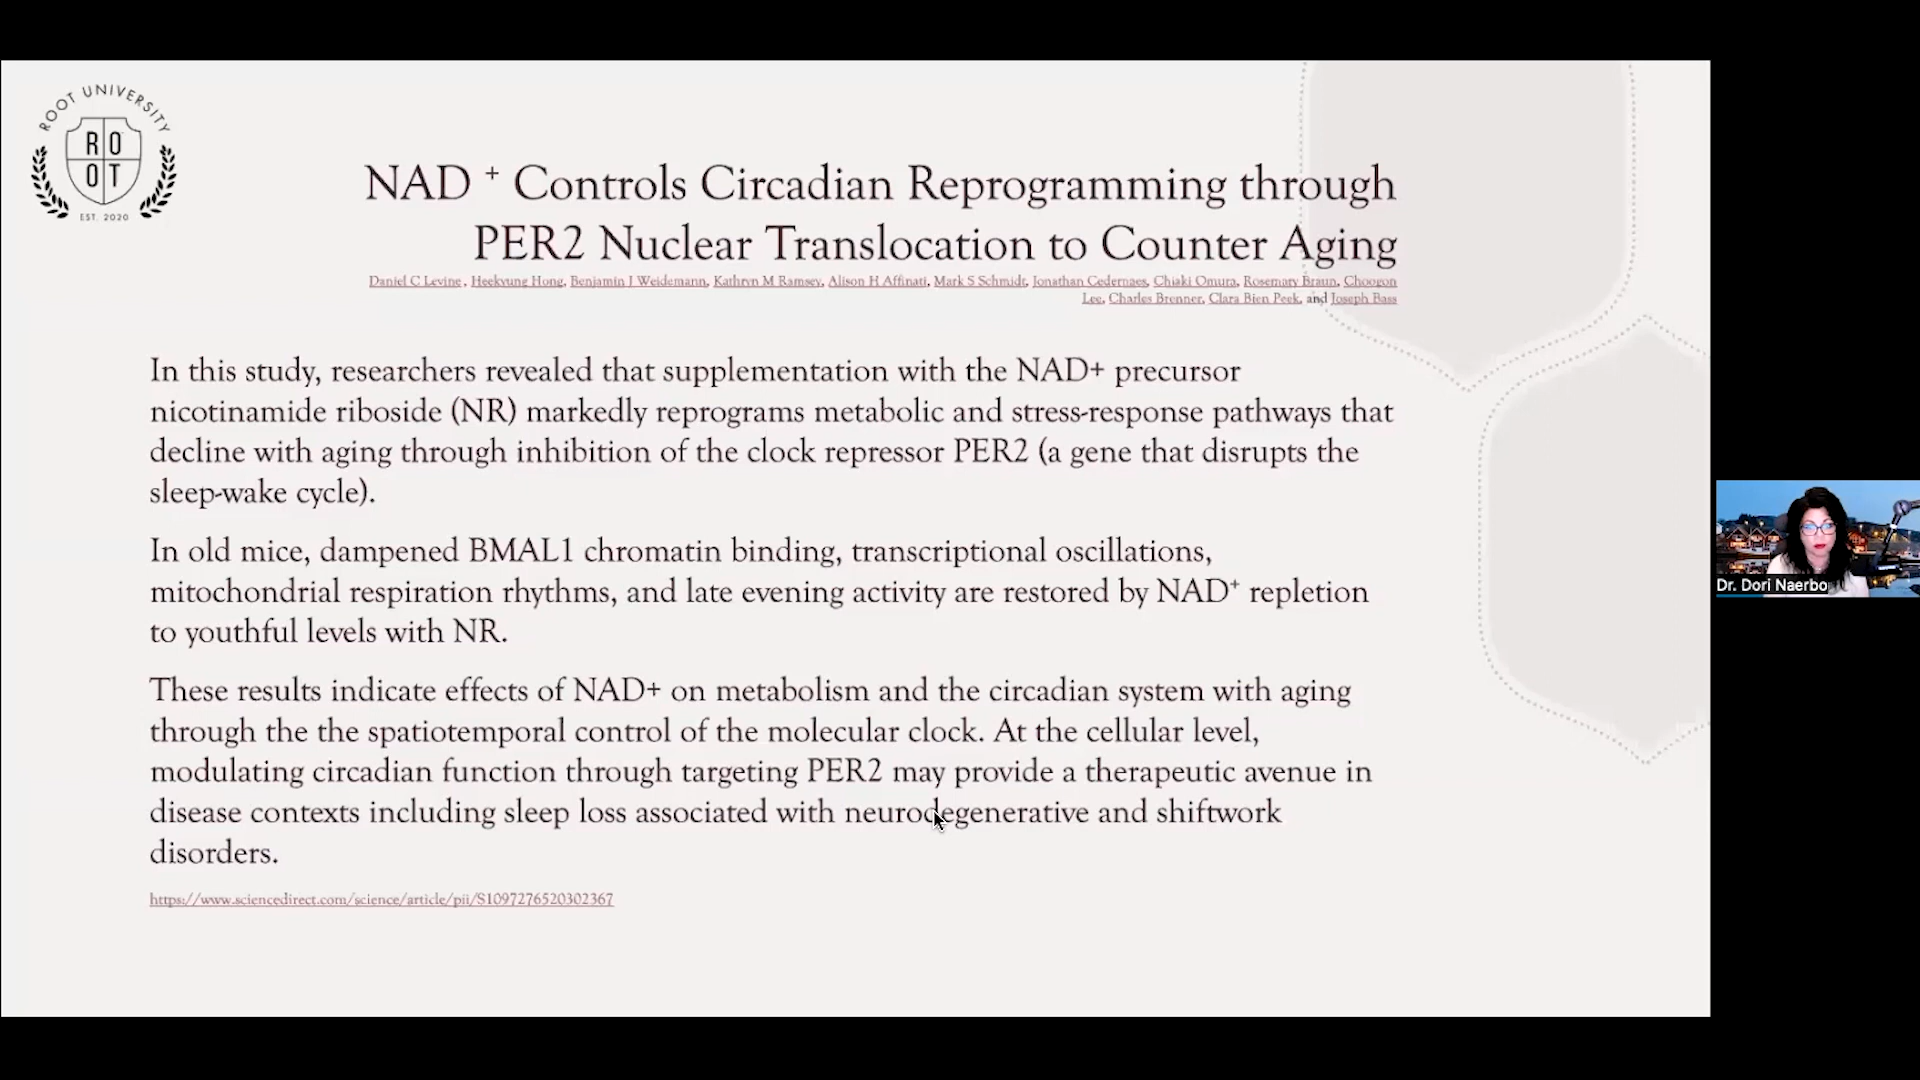 ROOT UNIVERSITY
RO
OT
EST. 2020
NAD + Controls Circadian Reprogramming through
PER2 Nuclear Translocation to Counter Aging
Daniel C Levine, Heekyung Hong, Benjamin J Weidemann, Kathryn M Ramsey, Alison H Affinati, Mark S Schmidt, Jonathan Cedernaes, Chiaki Omura, Rosemary Braun, Choogon
Lee, Charles Brenner, Clara Bien Peek, and Joseph Bass
In this study, researchers revealed that supplementation with the NAD+ precursor
nicotinamide riboside (NR) markedly reprograms metabolic and stress-response pathways that
decline with aging through inhibition of the clock repressor PER2 (a gene that disrupts the
sleep-wake cycle).
In old mice, dampened BMAL1 chromatin binding, transcriptional oscillations,
mitochondrial respiration rhythms, and late evening activity are restored by NAD⁺ repletion
to youthful levels with NR.
These results indicate effects of NAD+ on metabolism and the circadian system with aging
through the the spatiotemporal control of the molecular clock. At the cellular level,
modulating circadian function through targeting PER2 may provide a therapeutic avenue in
disease contexts including sleep loss associated with neurodegenerative and shiftwork
disorders.
https://www.sciencedirect.com/science/article/pii/S1097276520302367
Dr. Dori Naerbo